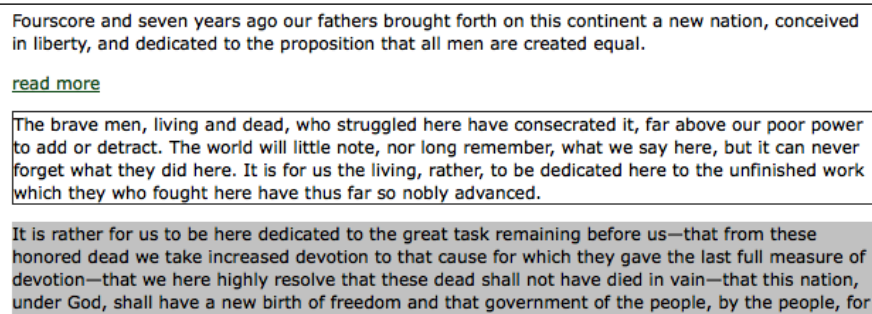 Fourscore and seven years ago our fathers brought forth on this continent a new nation, conceived
in liberty, and dedicated to the proposition that all men are created equal.
read more
The brave men, living and dead, who struggled here have consecrated it, far above our poor power
to add or detract. The world will little note, nor long remember, what we say here, but it can never
forget what they did here. It is for us the living, rather, to be dedicated here to the unfinished work
which they who fought here have thus far so nobly advanced.
It is rather for us to be here dedicated to the great task remaining before us—that from these
honored dead we take increased devotion to that cause for which they gave the last full measure of
devotion—that we here highly resolve that these dead shall not have died in vain—that this nation,
under God, shall have a new birth of freedom and that government of the people, by the people, for